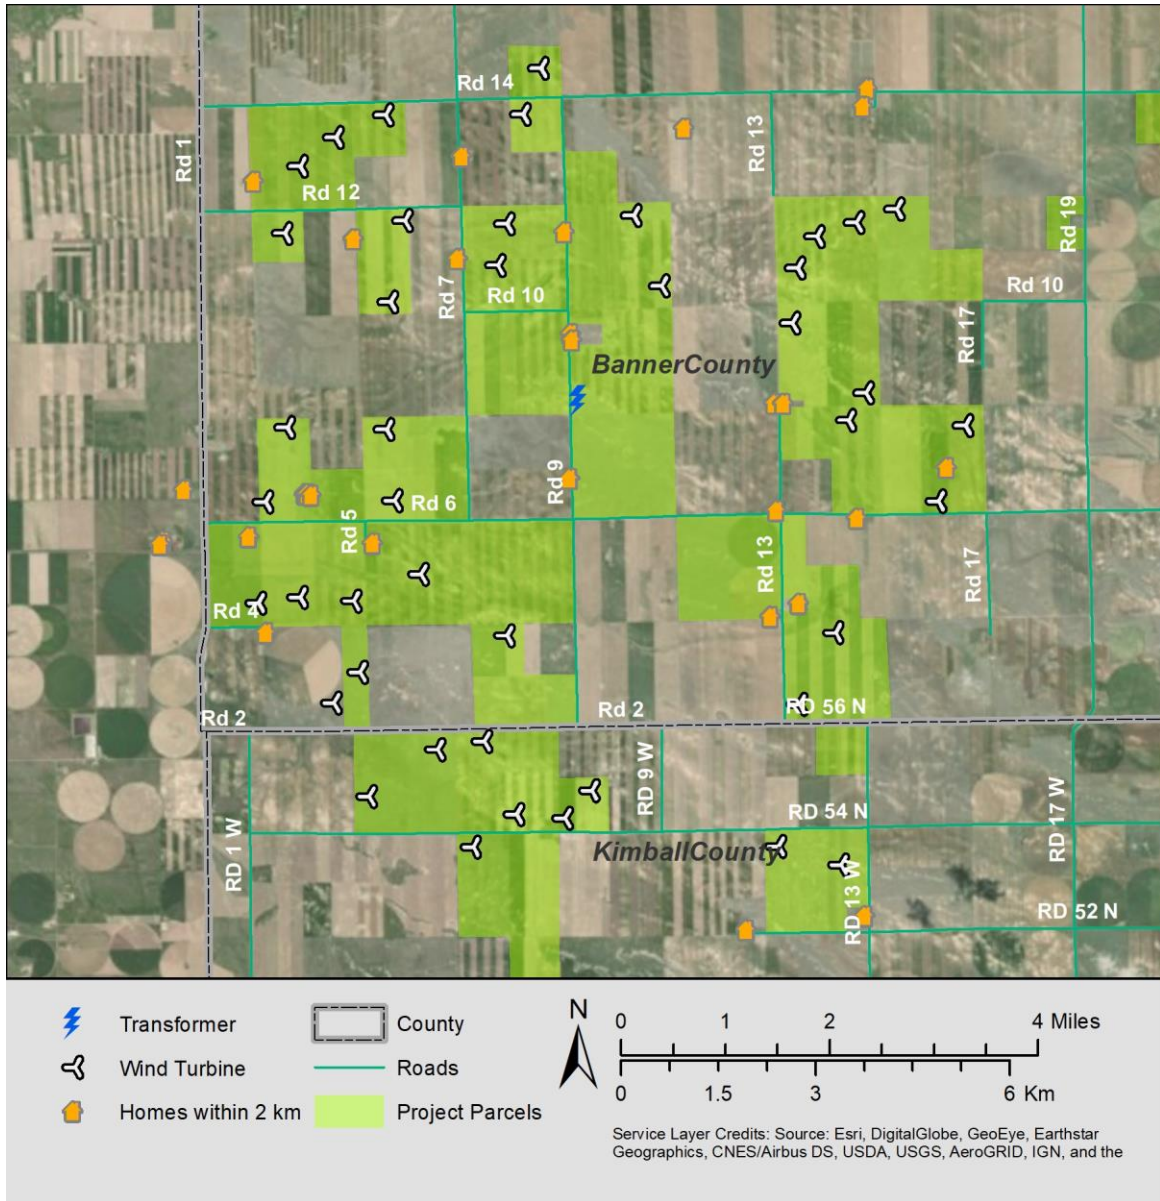 Rd 14
Rd 1
Rd 13
Rd 12
Rd 19
Rd 7
Rd 10
Rd 10
Rd 17
BannerCounty
Rd 9
Rd 6
Rd 5
Rd 13
Rd 17
Rd 4
Rd 2
Rd 2
RD 56 N
RD 9 W
RD 54 N
RD 17 W
RD 1 W
KimballCounty
RD 13 W
RD 52 N
Transformer
County
N
0 1 2 4 Miles
Wind Turbine
Roads
0 1.5 3 6 Km
Homes within 2 km
Project Parcels
Service Layer Credits: Source: Esri, DigitalGlobe, GeoEye, Earthstar
Geographics, CNES/Airbus DS, USDA, USGS, AeroGRID, IGN, and the